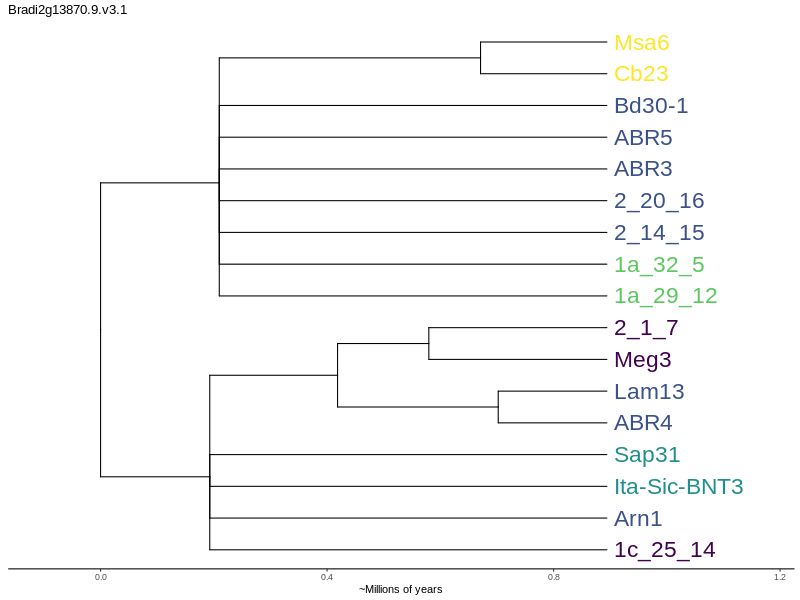 Bradi2g13870.9.v3.1
Msa6
Cb23
Bd30-1
ABR5
ABR3
2_20_16
2_14_15
1a_32_5
1a_29_12
2_1_7
Meg3
Lam13
ABR4
Sap31
Ita-Sic-BNT3
Arn1
1c_25_14
0.0 0.4 0.8 1.2
~Millions of years